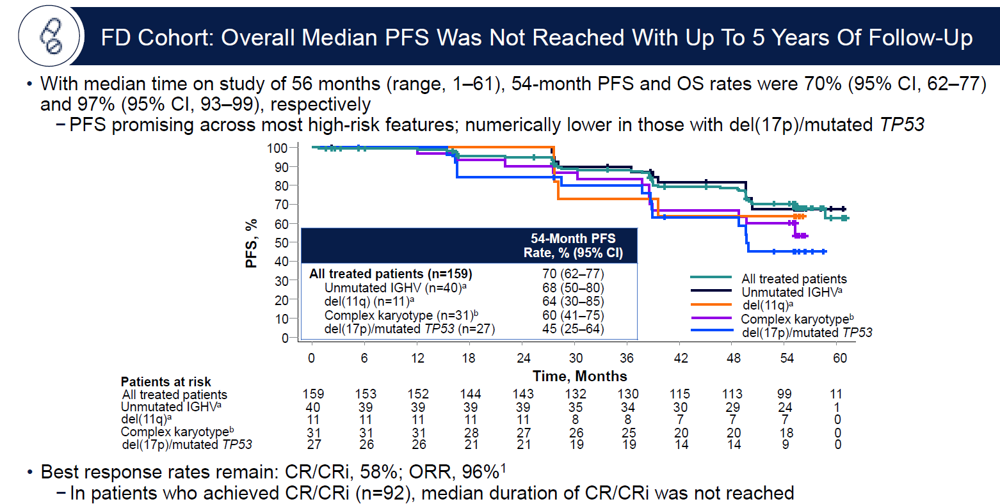 FD Cohort: Overall Median PFS Was Not Reached With Up To 5 Years Of Follow-Up
• With median time on study of 56 months (range, 1–61), 54-month PFS and OS rates were 70% (95% CI, 62–77)
and 97% (95% CI, 93–99), respectively
– PFS promising across most high-risk features; numerically lower in those with del(17p)/mutated TP53
PFS, %
100
90
80
70
60
50
40
30
20
10
0
54-Month PFS
Rate, % (95% CI)
All treated patients (n=159) 70 (62–77)
Unmutated IGHV (n=40)ᵃ 68 (50–80)
del(11q) (n=11)ᵃ 64 (30–85)
Complex karyotype (n=31)ᵇ 60 (41–75)
del(17p)/mutated TP53 (n=27) 45 (25–64)
All treated patients
Unmutated IGHVᵃ
del(11q)ᵃ
Complex karyotypeᵇ
del(17p)/mutated TP53
0 6 12 18 24 30 36 42 48 54 60
Time, Months
Patients at risk
All treated patients 159 153 152 144 143 132 130 115 113 99 11
Unmutated IGHVᵃ 40 39 39 39 39 35 34 30 29 24 1
del(11q)ᵃ 11 11 11 11 11 8 8 7 7 7 0
Complex karyotypeᵇ 31 31 31 28 27 26 25 20 20 18 0
del(17p)/mutated TP53 27 26 26 21 21 19 19 14 14 9 0
• Best response rates remain: CR/CRi, 58%; ORR, 96%¹
– In patients who achieved CR/CRi (n=92), median duration of CR/CRi was not reached